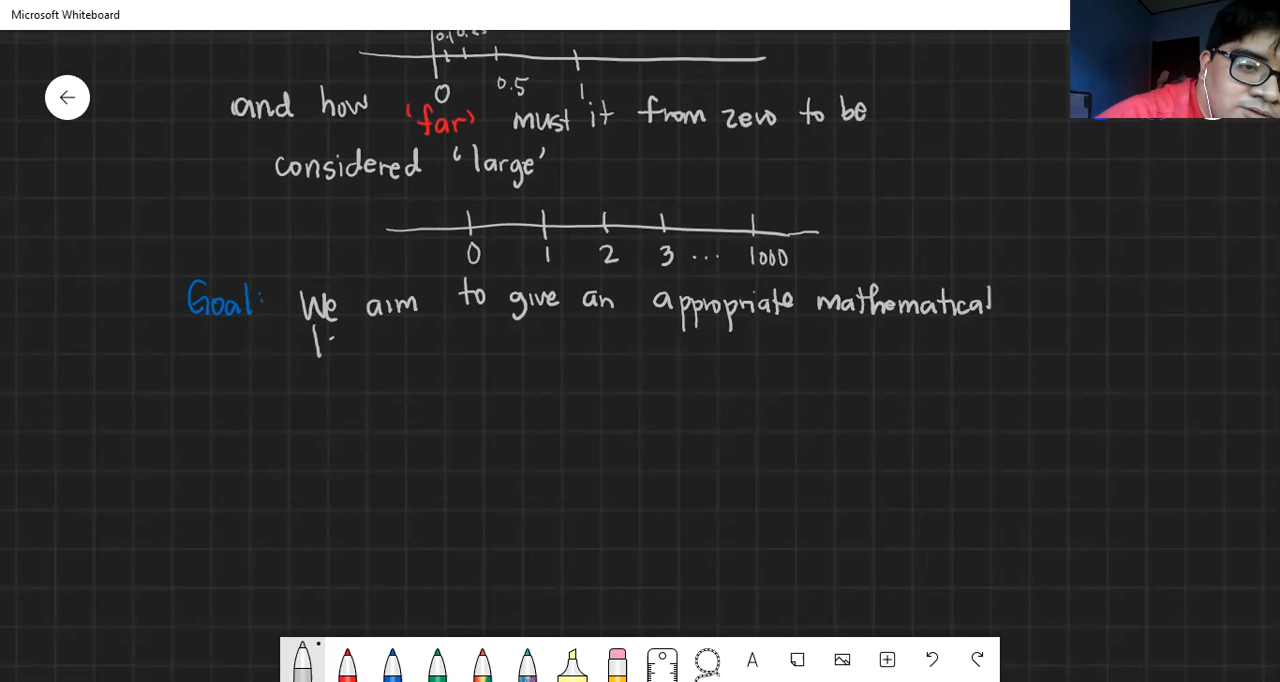 Microsoft Whiteboard
0.5
0 1
and how 'far' must it from zero to be
considered 'large'
0 1 2 3 ... 1000
Goal: We aim to give an appropriate mathematical
A